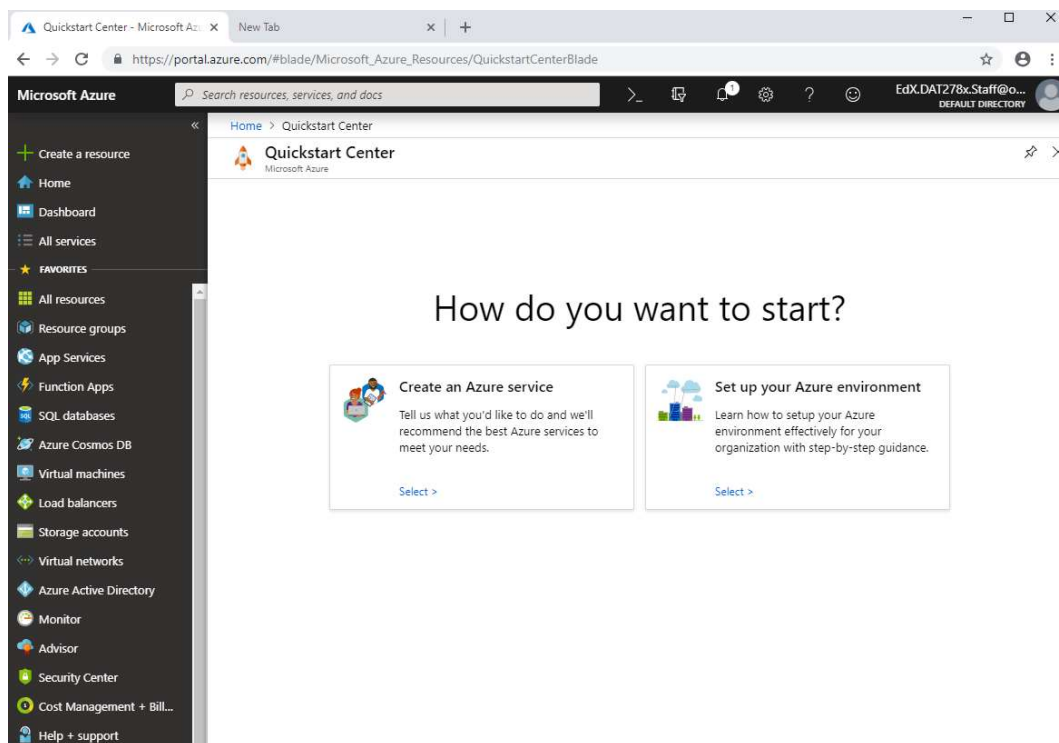 Quickstart Center - Microsoft Az
New Tab
https://portal.azure.com/#blade/Microsoft_Azure_Resources/QuickstartCenterBlade
Microsoft Azure
Search resources, services, and docs
1
EdX.DAT278x.Staff@o...
DEFAULT DIRECTORY
Home > Quickstart Center
Quickstart Center
Microsoft Azure
Create a resource
Home
Dashboard
All services
FAVORITES
All resources
Resource groups
App Services
Function Apps
SQL databases
Azure Cosmos DB
Virtual machines
Load balancers
Storage accounts
Virtual networks
Azure Active Directory
Monitor
Advisor
Security Center
Cost Management + Bill...
Help + support
How do you want to start?
Create an Azure service
Tell us what you'd like to do and we'll
recommend the best Azure services to
meet your needs.
Select >
Set up your Azure environment
Learn how to setup your Azure
environment effectively for your
organization with step-by-step guidance.
Select >